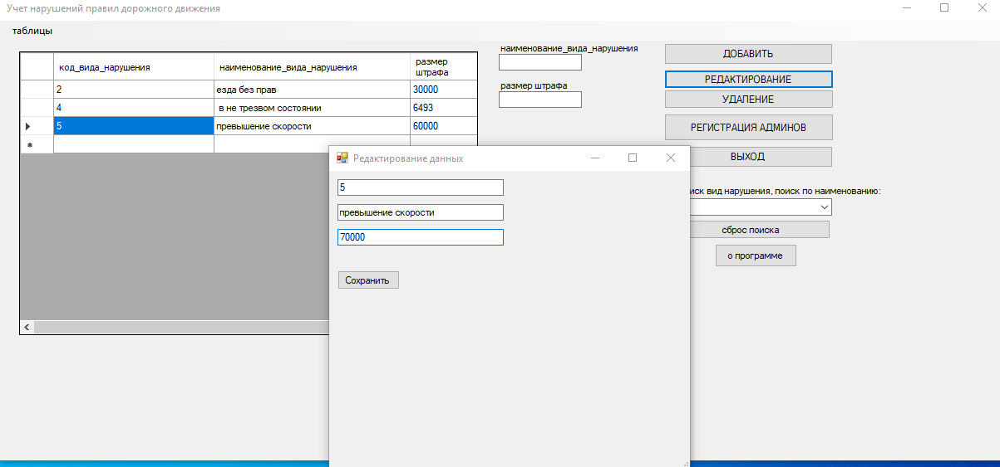 Учет нарушений правил дорожного движения
таблицы
код_вида_нарушения наименование_вида_нарушения размер штрафа
2 езда без прав 30000
4 в не трезвом состоянии 6493
5 превышение скорости 60000
наименование_вида_нарушения
размер штрафа
ДОБАВИТЬ
РЕДАКТИРОВАНИЕ
УДАЛЕНИЕ
РЕГИСТРАЦИЯ АДМИНОВ
ВЫХОД
вид нарушения, поиск по наименованию:
сброс поиска
о программе
Редактирование данных
5
превышение скорости
70000
Сохранить